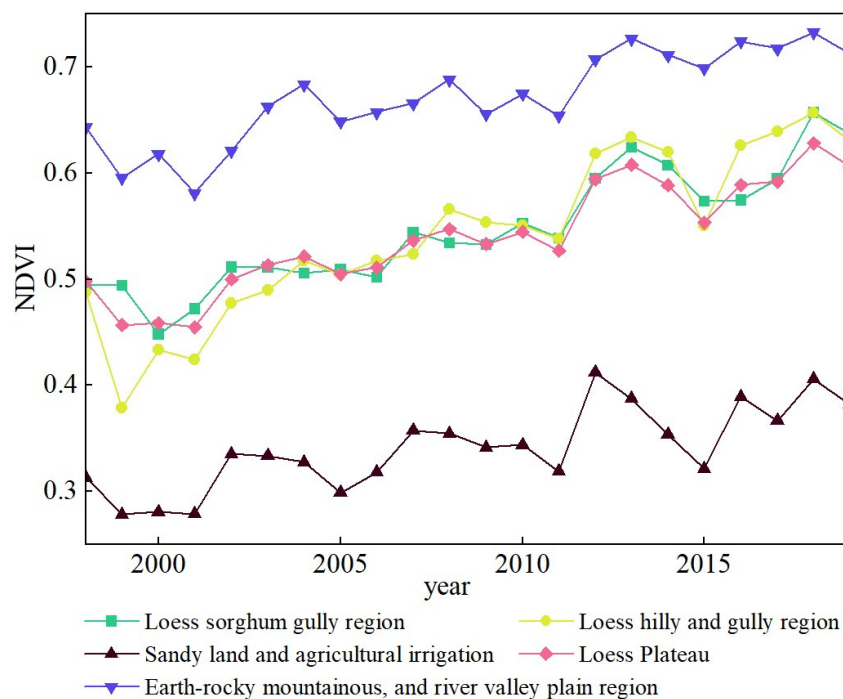 0.7
0.6
0.5
0.4
0.3
NDVI
2000 2005 2010 2015
year
Loess sorghum gully region Loess hilly and gully region
Sandy land and agricultural irrigation Loess Plateau
Earth-rocky mountainous, and river valley plain region